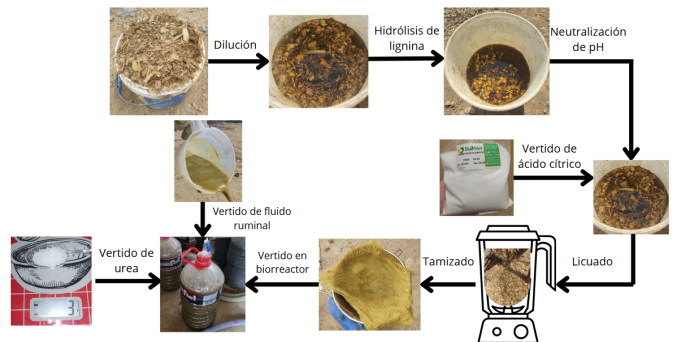 Dilución
Hidrólisis de
lignina
Neutralización
de pH
Vertido de
ácido cítrico
Licuado
Tamizado
Vertido en
biorreactor
Vertido de fluido
ruminal
Vertido de
urea